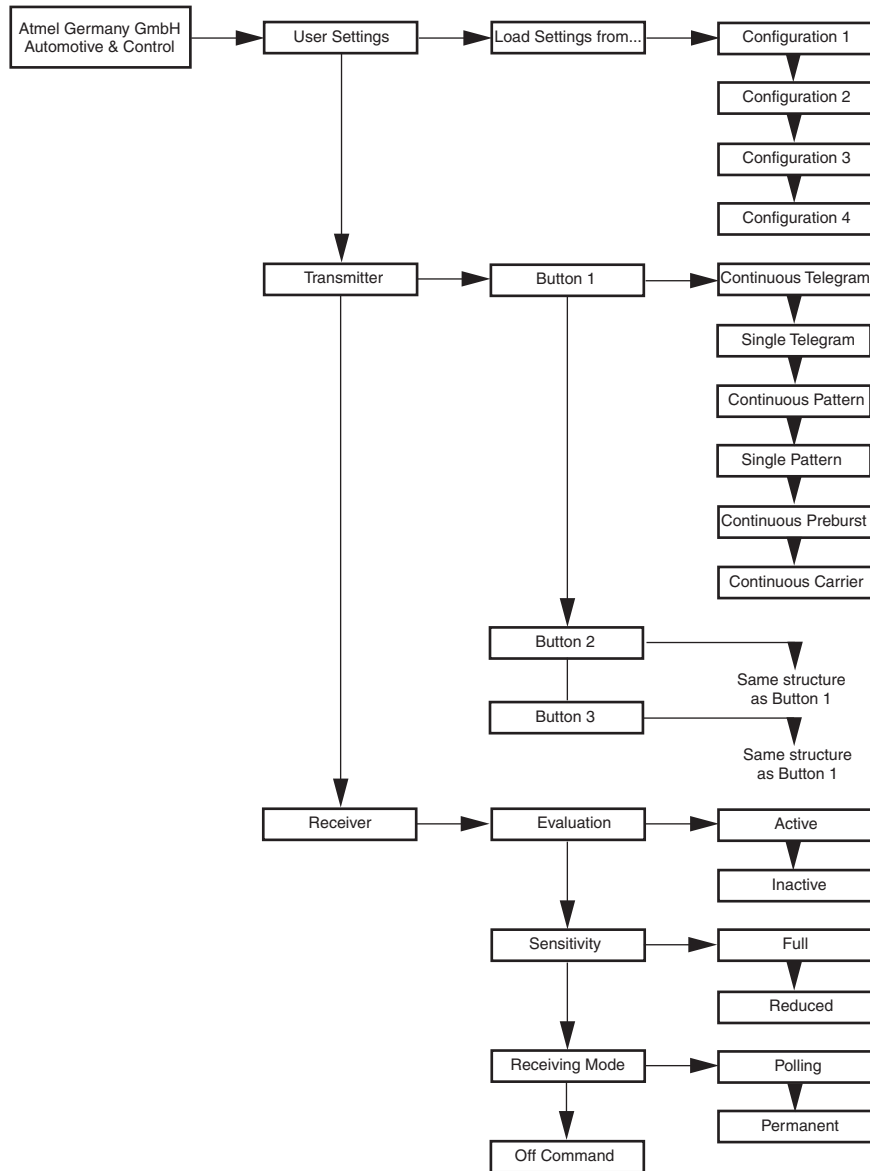 Atmel Germany GmbH
Automotive & Control
User Settings
Load Settings from...
Configuration 1
Configuration 2
Configuration 3
Configuration 4
Transmitter
Button 1
Continuous Telegram
Single Telegram
Continuous Pattern
Single Pattern
Continuous Preburst
Continuous Carrier
Button 2
Same structure
as Button 1
Button 3
Same structure
as Button 1
Receiver
Evaluation
Active
Inactive
Sensitivity
Full
Reduced
Receiving Mode
Polling
Permanent
Off Command